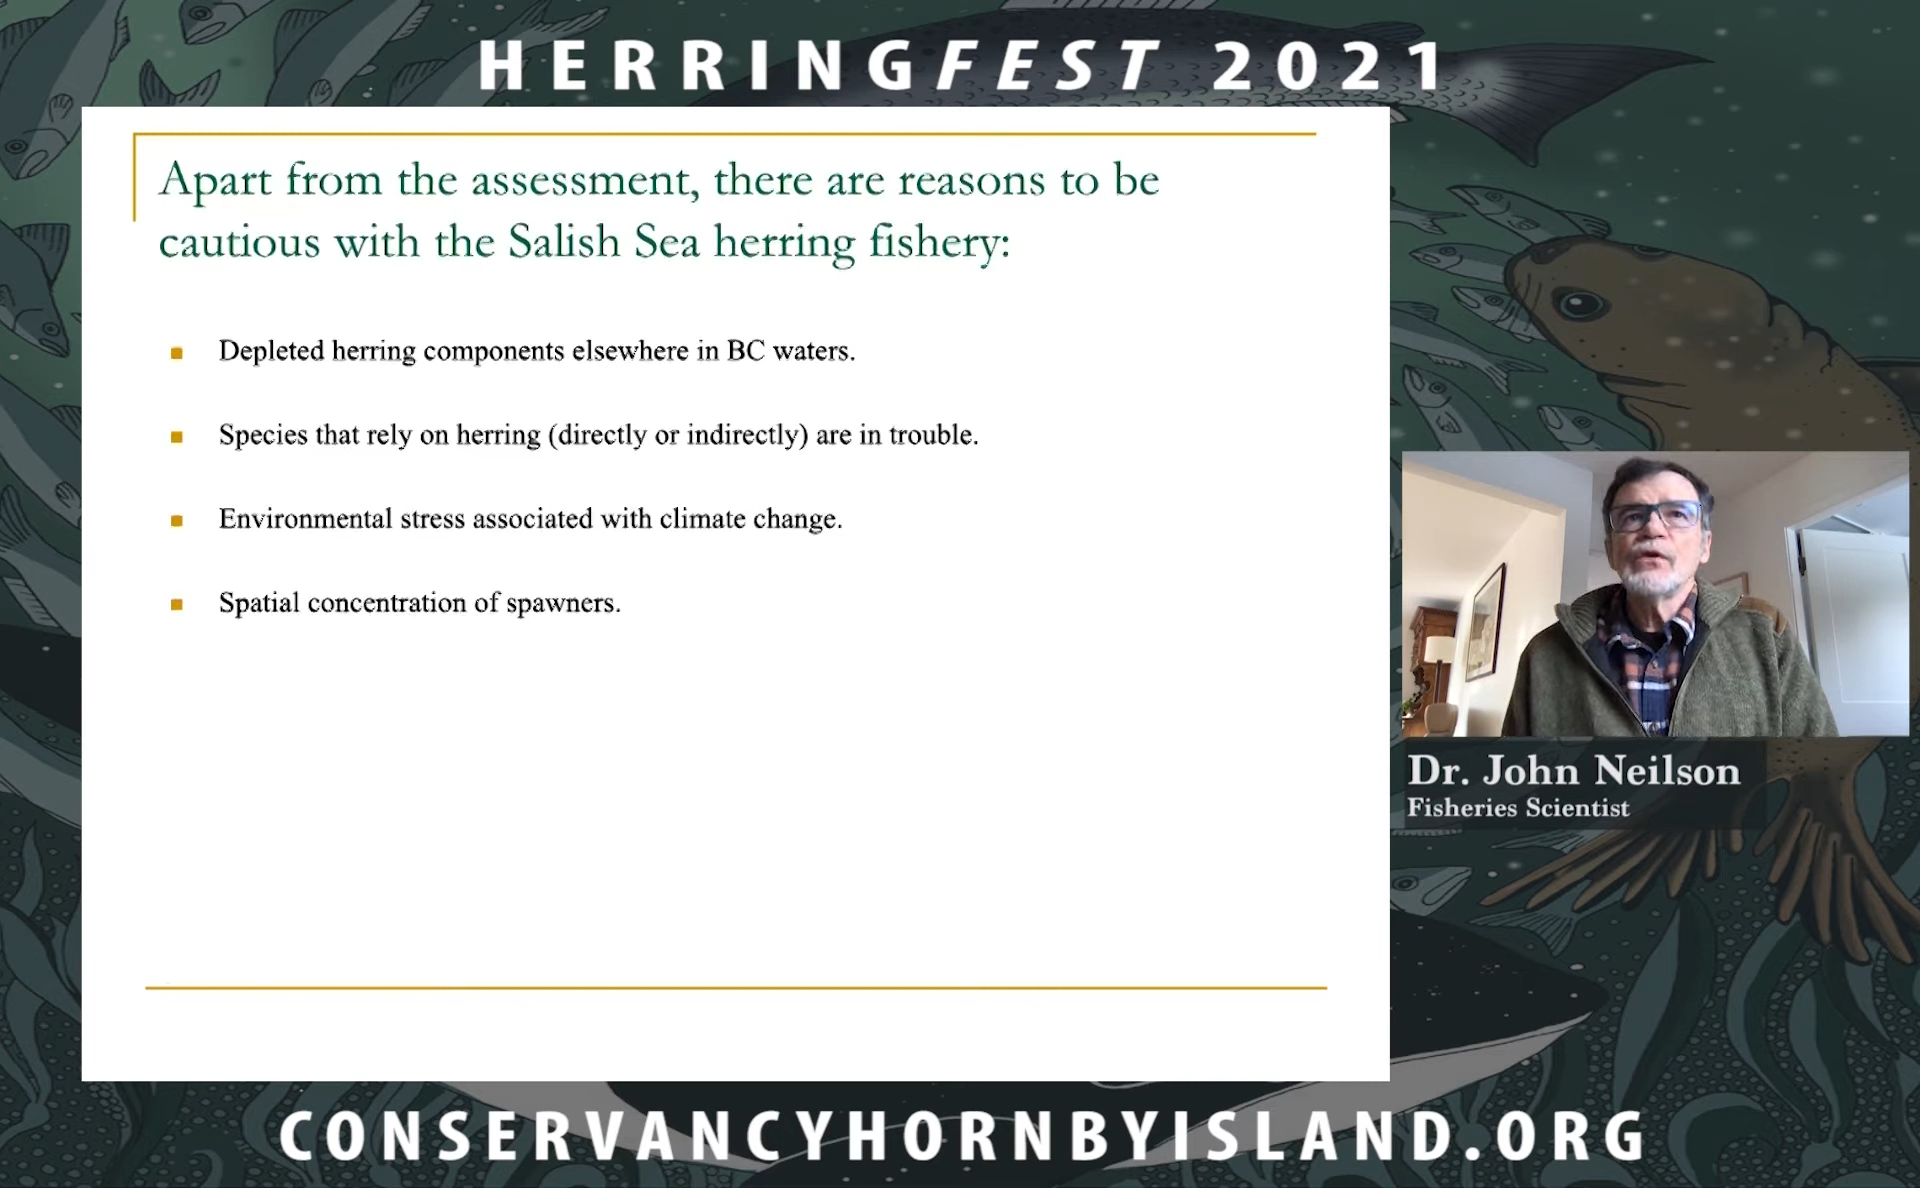 HERRINGFEST 2021
Apart from the assessment, there are reasons to be
cautious with the Salish Sea herring fishery:
Depleted herring components elsewhere in BC waters.
Species that rely on herring (directly or indirectly) are in trouble.
Environmental stress associated with climate change.
Spatial concentration of spawners.
Dr. John Neilson
Fisheries Scientist
CONSERVANCYHORNBYISLAND.ORG